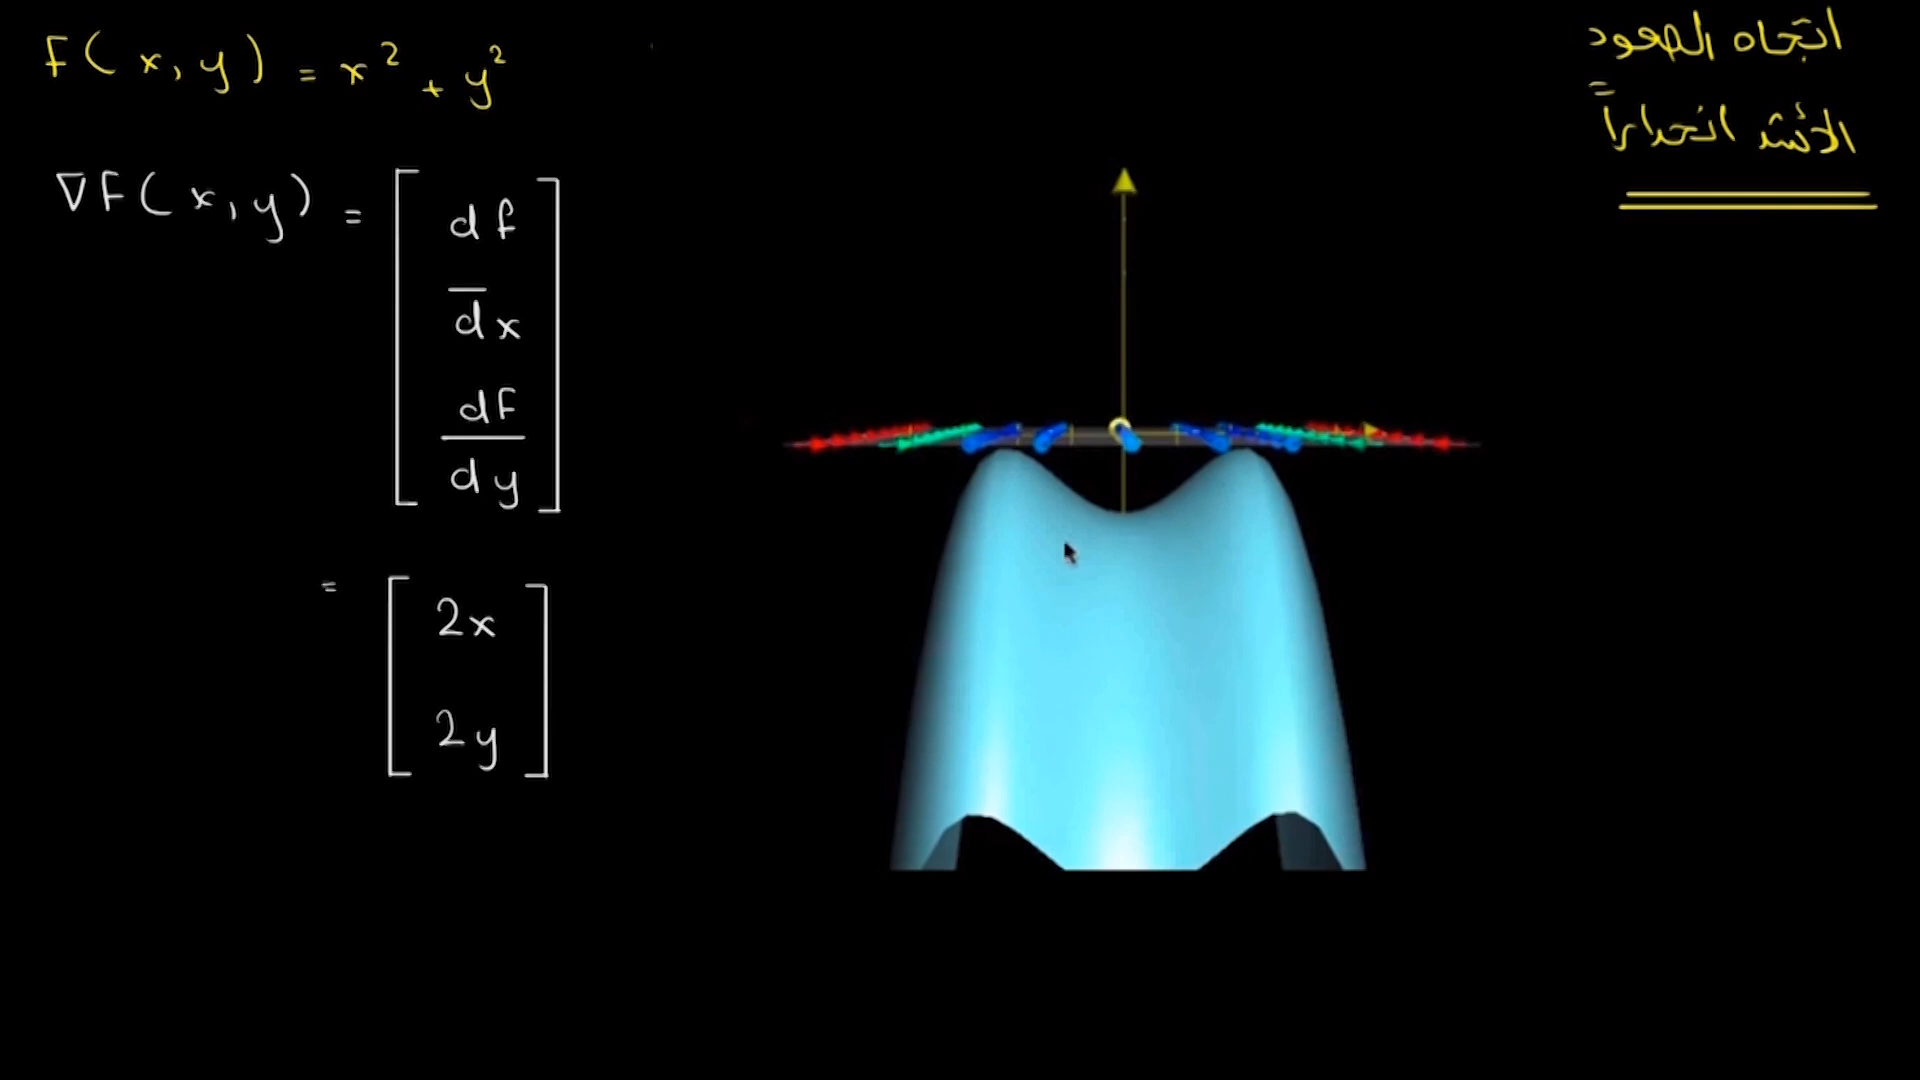 F(x,y) = x² + y²
∇F(x,y) =
df
dx
df
dy
=
2x
2y
اتجاه الصعود
=
الأشد انحداراً